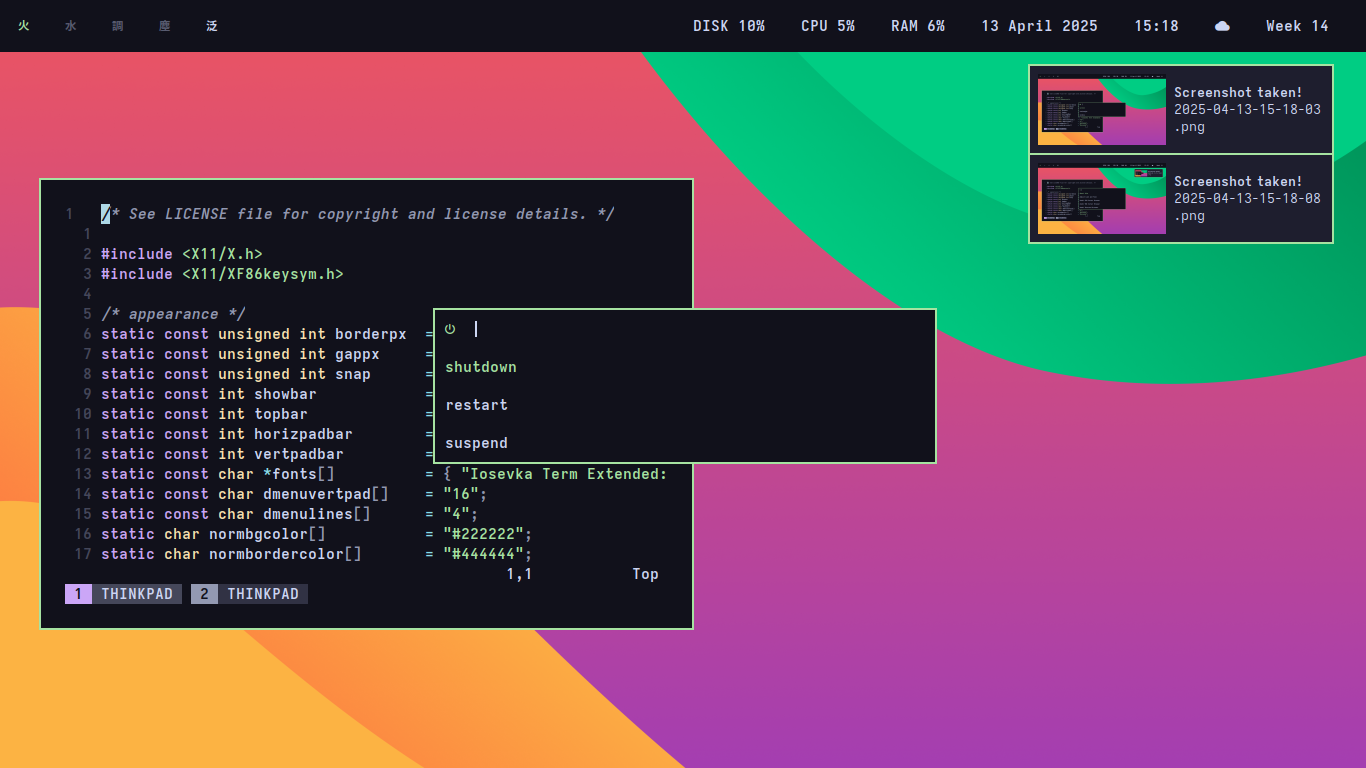 火 水 調 塵 泛 DISK 10% CPU 5% RAM 6% 13 April 2025 15:18 Week 14
Screenshot taken!
2025-04-13-15-18-03
.png
Screenshot taken!
2025-04-13-15-18-08
.png
1 /* See LICENSE file for copyright and license details. */
1
2 #include <X11/X.h>
3 #include <X11/XF86keysym.h>
4
5 /* appearance */
6 static const unsigned int borderpx =
7 static const unsigned int gappx =
8 static const unsigned int snap =
9 static const int showbar =
10 static const int topbar =
11 static const int horizpadbar =
12 static const int vertpadbar =
13 static const char *fonts[] = { "Iosevka Term Extended:
14 static const char dmenuvertpad[] = "16";
15 static const char dmenulines[] = "4";
16 static char normbgcolor[] = "#222222";
17 static char normbordercolor[] = "#444444";
1,1 Top
1 THINKPAD 2 THINKPAD
shutdown
restart
suspend